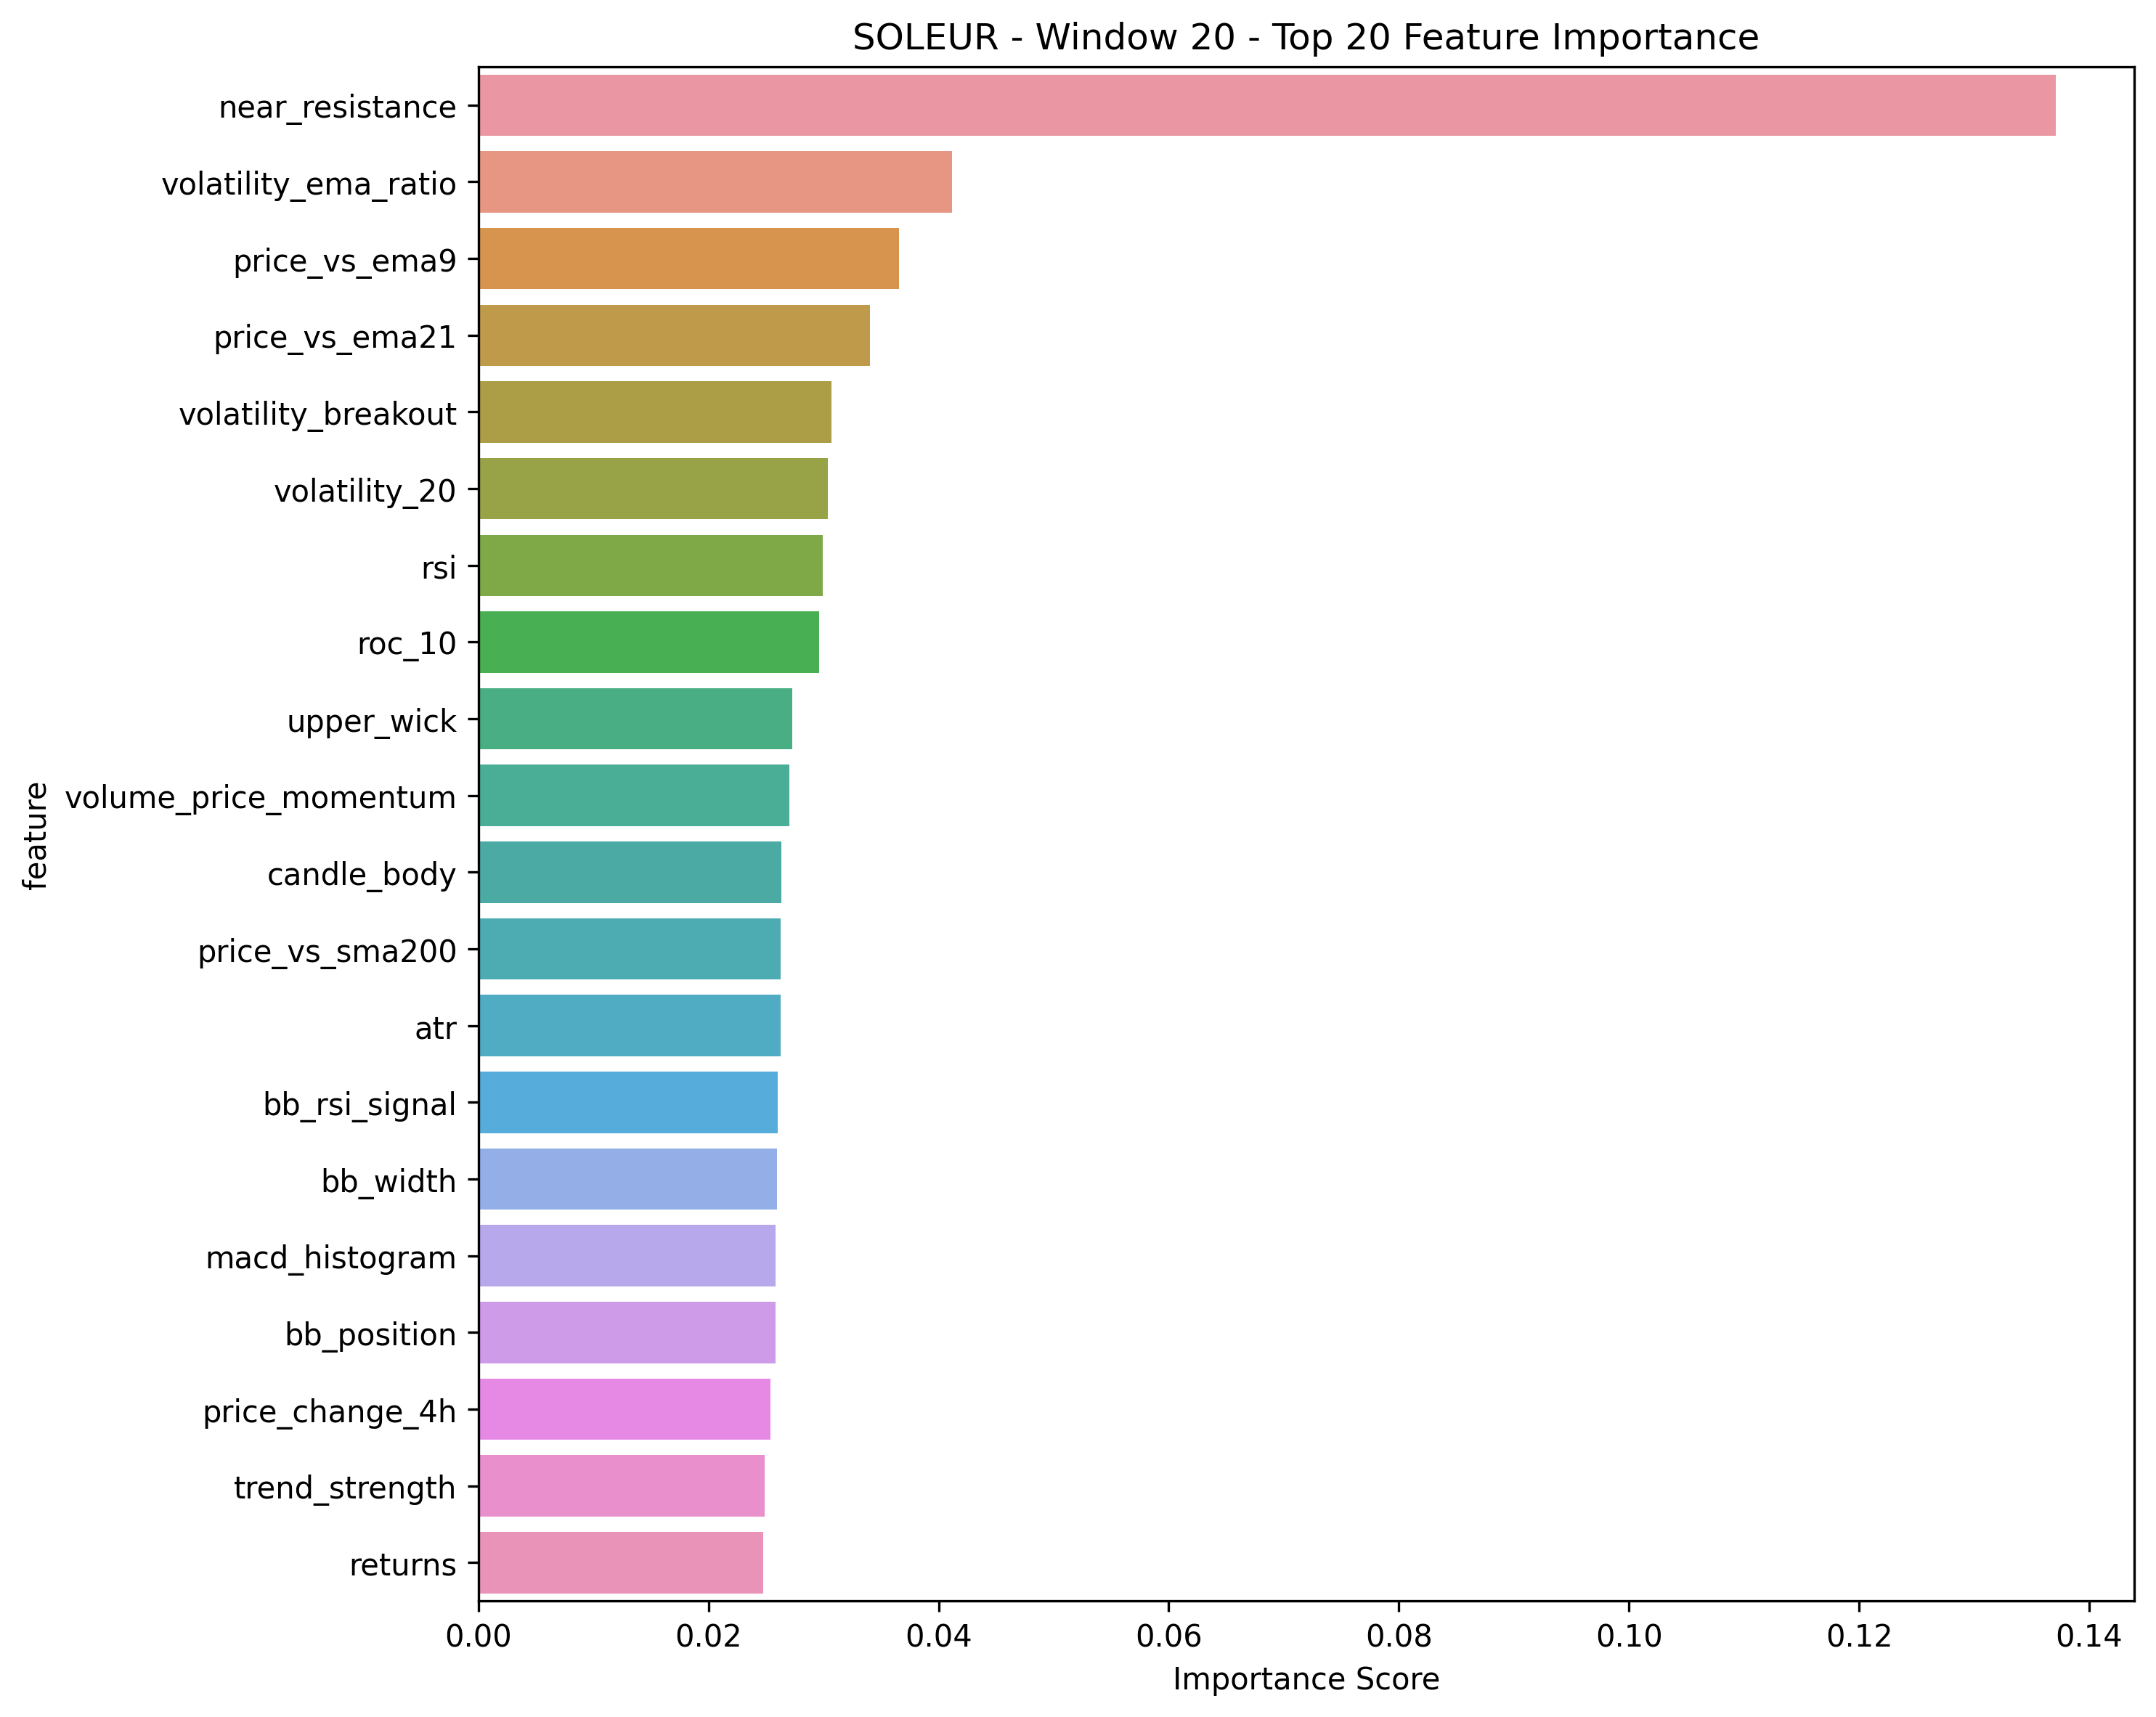 SOLEUR - Window 20 - Top 20 Feature Importance
near_resistance
volatility_ema_ratio
price_vs_ema9
price_vs_ema21
volatility_breakout
volatility_20
rsi
roc_10
upper_wick
volume_price_momentum
candle_body
price_vs_sma200
atr
bb_rsi_signal
bb_width
macd_histogram
bb_position
price_change_4h
trend_strength
returns
feature
0.00 0.02 0.04 0.06 0.08 0.10 0.12 0.14
Importance Score